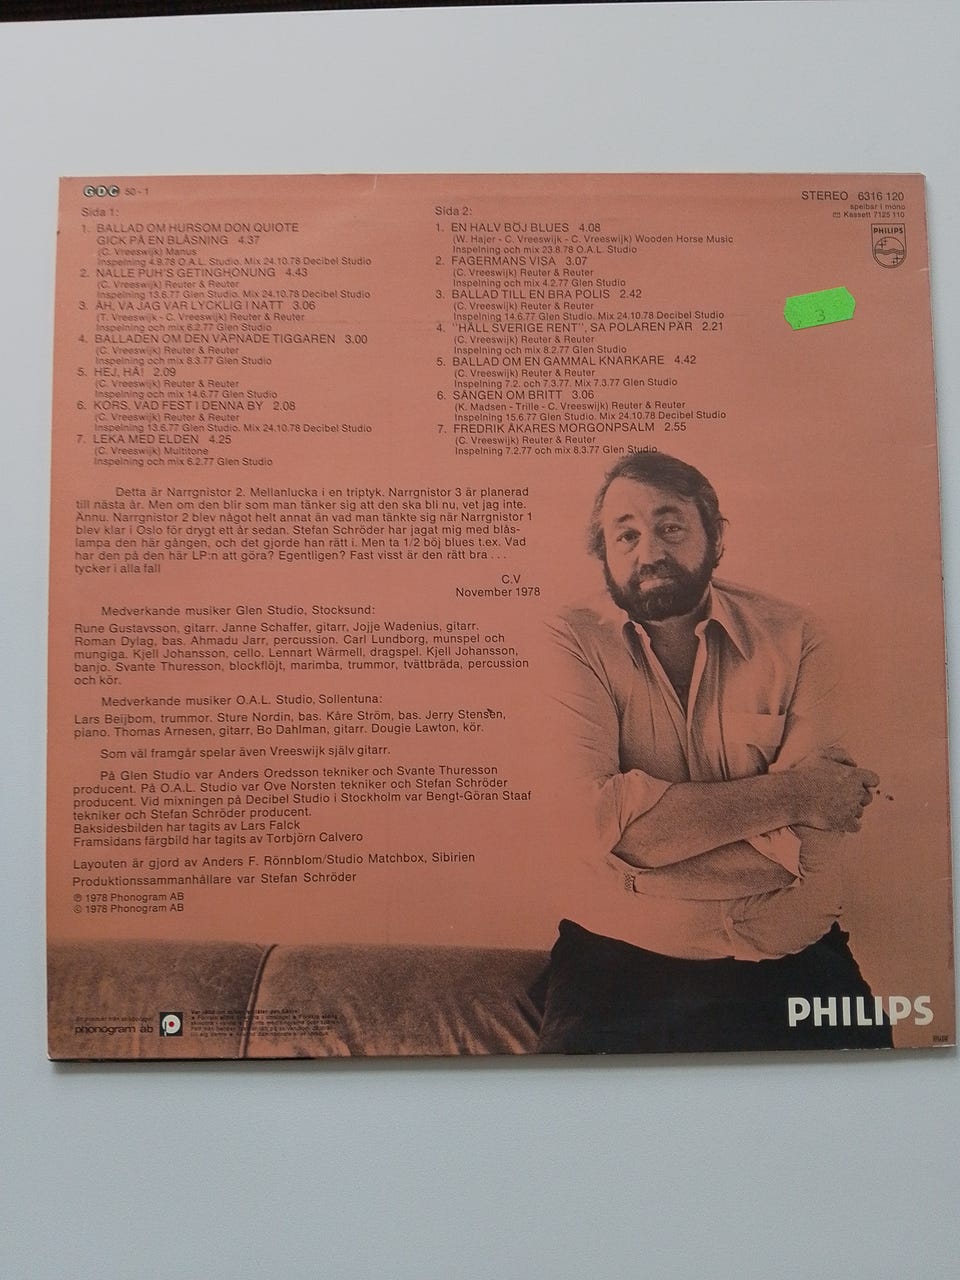 GDC 50-1
Sida 1:
1. BALLAD OM HURSOM DON QUIOTE
GICK PÅ EN BLÅSNING 4.37
(C. Vreeswijk) Manus
Inspelning 4.9.78 O.A.L. Studio. Mix 24.10.78 Decibel Studio
2. NALLE PUH'S GETINGHONUNG 4.43
(C. Vreeswijk) Reuter & Reuter
Inspelning 13.6.77 Glen Studio. Mix 24.10.78 Decibel Studio
3. ÅH, VA JAG VAR LYCKLIG I NATT 3.06
(T. Vreeswijk - C. Vreeswijk) Reuter & Reuter
Inspelning och mix 6.2.77 Glen Studio
4. BALLADEN OM DEN VÄPNADE TIGGAREN 3.00
(C. Vreeswijk) Reuter & Reuter
Inspelning och mix 8.3.77 Glen Studio
5. HEJ, HÅ! 2.09
(C. Vreeswijk) Reuter & Reuter
Inspelning och mix 14.6.77 Glen Studio
6. KORS, VAD FEST I DENNA BY 2.08
(C. Vreeswijk) Reuter & Reuter
Inspelning 13.6.77 Glen Studio. Mix 24.10.78 Decibel Studio
7. LEKA MED ELDEN 4.25
(C. Vreeswijk) Multitone
Inspelning och mix 6.2.77 Glen Studio
Sida 2:
1. EN HALV BÖJ BLUES 4.08
(W. Hajer - C. Vreeswijk - C. Vreeswijk) Wooden Horse Music
Inspelning och mix 23.8.78 O.A.L. Studio
2. FAGERMANS VISA 3.07
(C. Vreeswijk) Reuter & Reuter
Inspelning och mix 4.2.77 Glen Studio
3. BALLAD TILL EN BRA POLIS 2.42
(C. Vreeswijk) Reuter & Reuter
Inspelning 14.6.77 Glen Studio. Mix 24.10.78 Decibel Studio
4. "HÅLL SVERIGE RENT", SA POLAREN PÄR 2.21
(C. Vreeswijk) Reuter & Reuter
Inspelning och mix 8.2.77 Glen Studio
5. BALLAD OM EN GAMMAL KNARKARE 4.42
(C. Vreeswijk) Reuter & Reuter
Inspelning 7.2. och 7.3.77. Mix 7.3.77 Glen Studio
6. SÅNGEN OM BRITT 3.06
(K. Madsen - Trille - C. Vreeswijk) Reuter & Reuter
Inspelning 15.6.77 Glen Studio. Mix 24.10.78 Decibel Studio
7. FREDRIK ÅKARES MORGONPSALM 2.55
(C. Vreeswijk) Reuter & Reuter
Inspelning 7.2.77 och mix 8.3.77 Glen Studio
STEREO 6316 120
spelbar i mono
Kassett 7125 110
PHILIPS
3
Detta är Narrgnistor 2. Mellanlucka i en triptyk. Narrgnistor 3 är planerad
till nästa år. Men om den blir som man tänker sig att den ska bli nu, vet jag inte.
Ännu. Narrgnistor 2 blev något helt annat än vad man tänkte sig när Narrgnistor 1
blev klar i Oslo för drygt ett år sedan. Stefan Schröder har jagat mig med blås-
lampa den här gången, och det gjorde han rätt i. Men ta 1/2 böj blues t.ex. Vad
har den på den här LP:n att göra? Egentligen? Fast visst är den rätt bra . . .
tycker i alla fall
C.V
November 1978
Medverkande musiker Glen Studio, Stocksund:
Rune Gustavsson, gitarr. Janne Schaffer, gitarr, Jojje Wadenius, gitarr.
Roman Dylag, bas. Ahmadu Jarr, percussion. Carl Lundborg, munspel och
mungiga. Kjell Johansson, cello. Lennart Wärmell, dragspel. Kjell Johansson,
banjo. Svante Thuresson, blockflöjt, marimba, trummor, tvättbräda, percussion
och kör.
Medverkande musiker O.A.L. Studio, Sollentuna:
Lars Beijbom, trummor. Sture Nordin, bas. Kåre Ström, bas. Jerry Stensén,
piano. Thomas Arnesen, gitarr, Bo Dahlman, gitarr. Dougie Lawton, kör.
Som väl framgår spelar även Vreeswijk själv gitarr.
På Glen Studio var Anders Oredsson tekniker och Svante Thuresson
producent. På O.A.L. Studio var Ove Norsten tekniker och Stefan Schröder
producent. Vid mixningen på Decibel Studio i Stockholm var Bengt-Göran Staaf
tekniker och Stefan Schröder producent.
Baksidesbilden har tagits av Lars Falck
Framsidans färgbild har tagits av Torbjörn Calvero
Layouten är gjord av Anders F. Rönnblom/Studio Matchbox, Sibirien
Produktionssammanhållare var Stefan Schröder
℗ 1978 Phonogram AB
© 1978 Phonogram AB
phonogram ab
PHILIPS